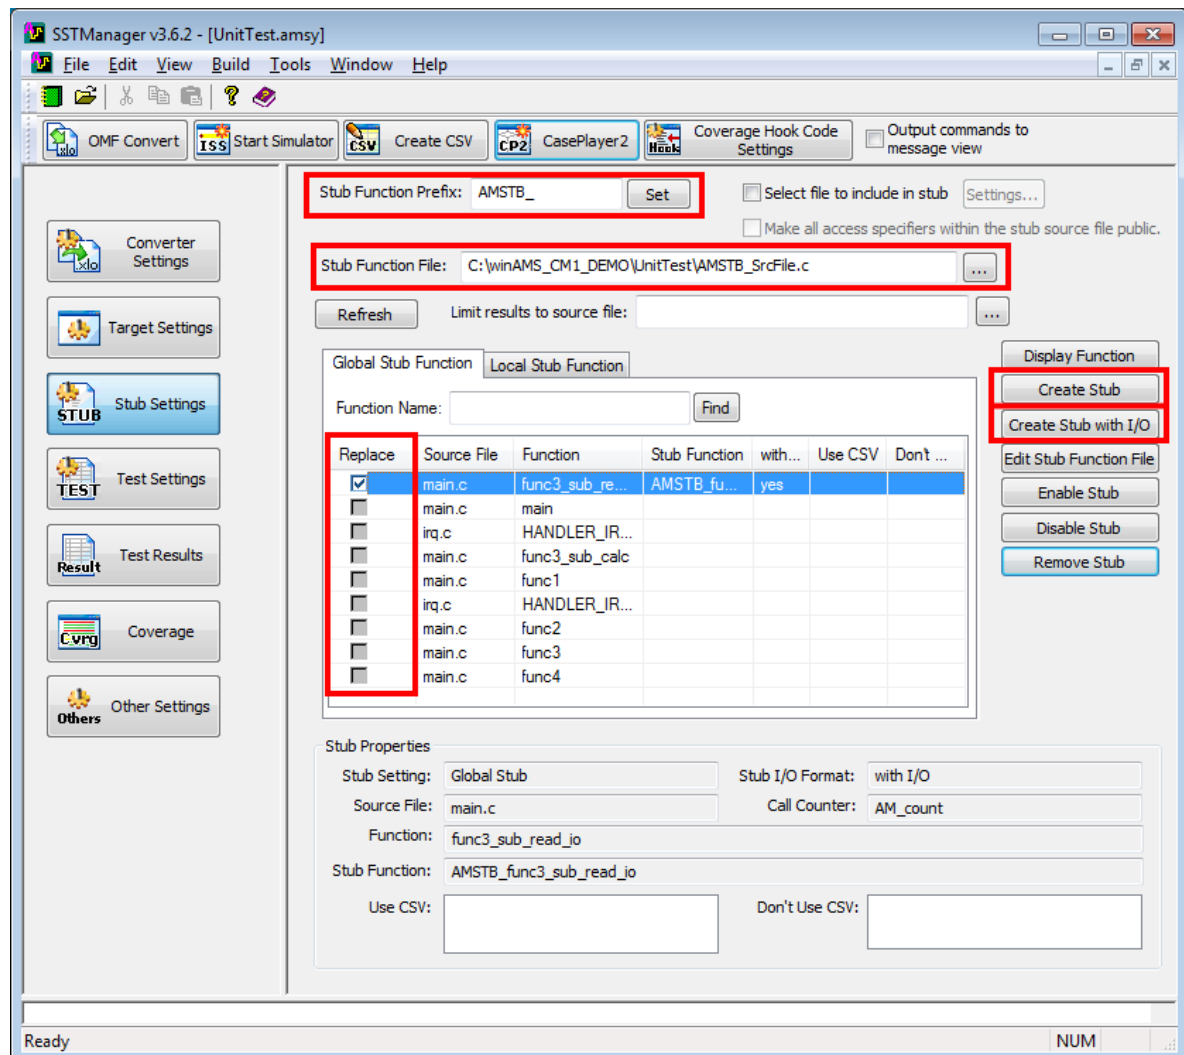 SSTManager v3.6.2 - [UnitTest.amsy]
File Edit View Build Tools Window Help
OMF Convert ISS Start Simulator CSV Create CSV CP2 CasePlayer2 Hook Coverage Hook Code Settings Output commands to message view
Stub Function Prefix: AMSTB_ Set Select file to include in stub Settings...
Make all access specifiers within the stub source file public.
Stub Function File: C:\winAMS_CM1_DEMO\UnitTest\AMSTB_SrcFile.c ...
Refresh Limit results to source file: ...
xlo Converter Settings
Target Settings
STUB Stub Settings
TEST Test Settings
Result Test Results
Cvrg Coverage
Others Other Settings
Global Stub Function Local Stub Function
Function Name: Find
Replace Source File Function Stub Function with... Use CSV Don't ...
main.c func3_sub_re... AMSTB_fu... yes
main.c main
irq.c HANDLER_IR...
main.c func3_sub_calc
main.c func1
irq.c HANDLER_IR...
main.c func2
main.c func3
main.c func4
Display Function
Create Stub
Create Stub with I/O
Edit Stub Function File
Enable Stub
Disable Stub
Remove Stub
Stub Properties
Stub Setting: Global Stub Stub I/O Format: with I/O
Source File: main.c Call Counter: AM_count
Function: func3_sub_read_io
Stub Function: AMSTB_func3_sub_read_io
Use CSV: Don't Use CSV:
Ready NUM